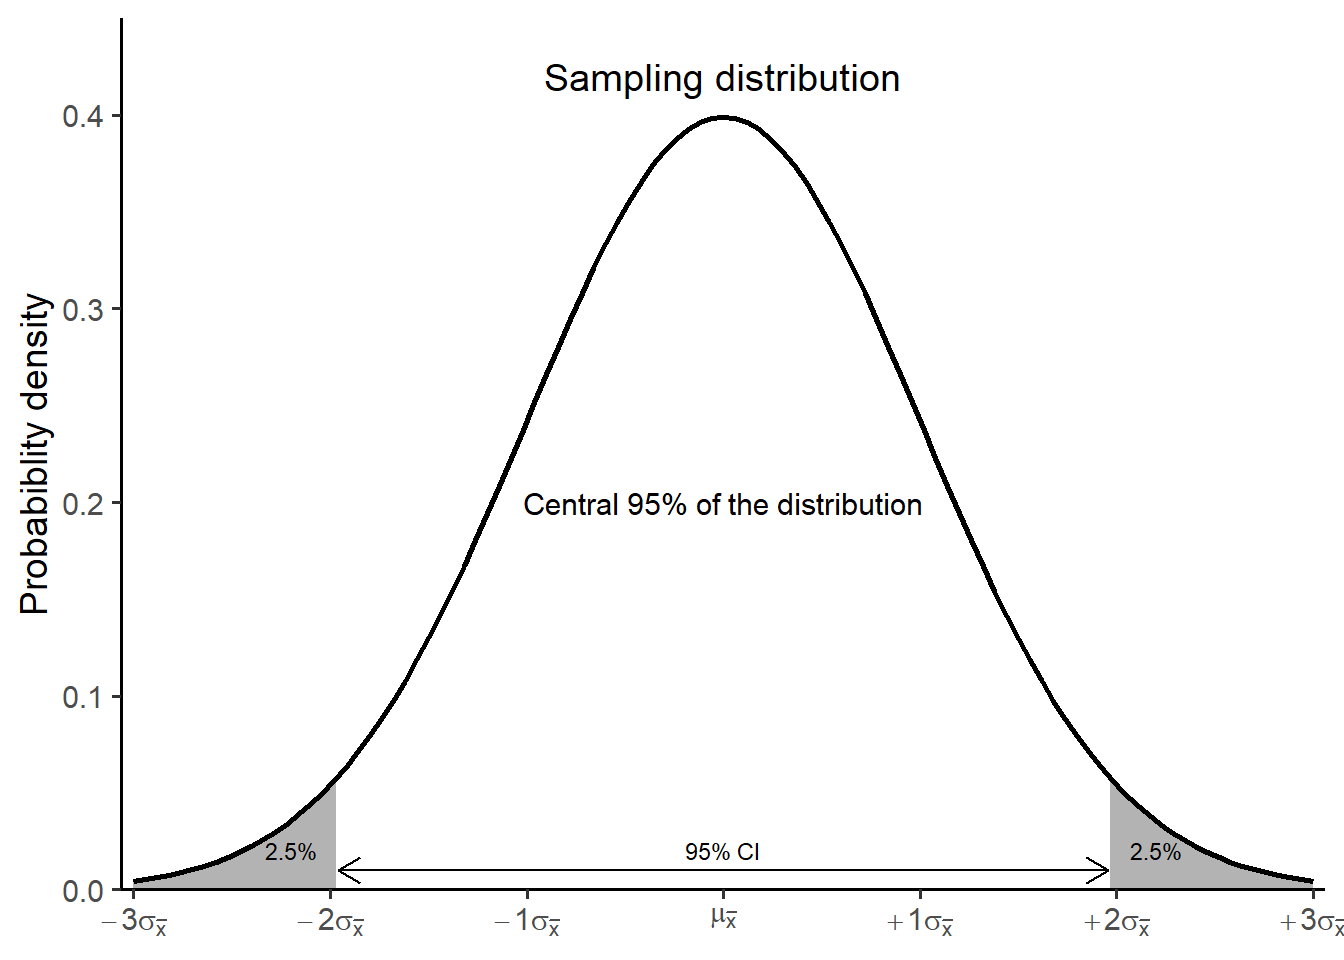 Sampling distribution
Probabiblity density
0.4
0.3
0.2
0.1
0.0
Central 95% of the distribution
2.5%
95% CI
2.5%
−3σx̅
−2σx̅
−1σx̅
μx̅
+1σx̅
+2σx̅
+3σx̅